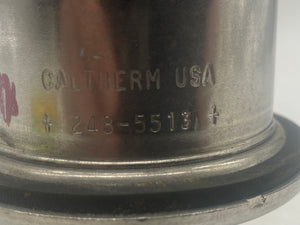 CALTHERM USA
+ 243-5513 +